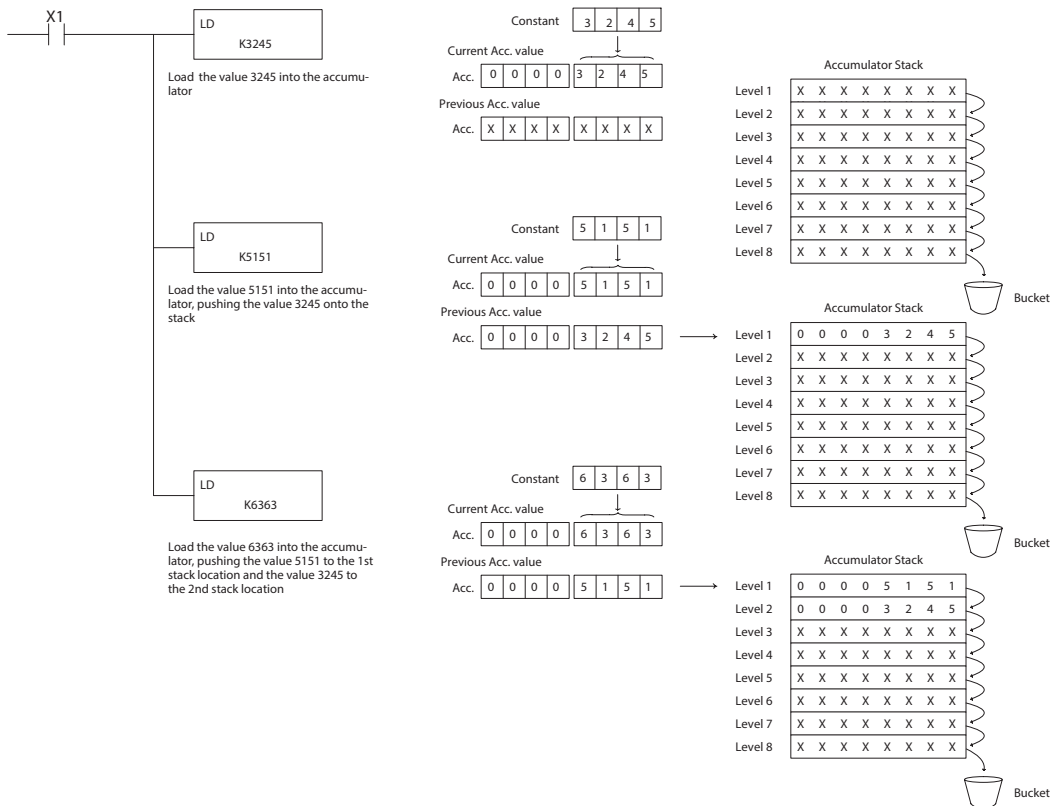 X1
LD
K3245
Load the value 3245 into the accumu-
lator
Constant 3 2 4 5
Current Acc. value
Acc. 0 0 0 0 3 2 4 5
Previous Acc. value
Acc. X X X X X X X X
Accumulator Stack
Level 1 X X X X X X X X
Level 2 X X X X X X X X
Level 3 X X X X X X X X
Level 4 X X X X X X X X
Level 5 X X X X X X X X
Level 6 X X X X X X X X
Level 7 X X X X X X X X
Level 8 X X X X X X X X
Bucket
LD
K5151
Load the value 5151 into the accumu-
lator, pushing the value 3245 onto the
stack
Constant 5 1 5 1
Current Acc. value
Acc. 0 0 0 0 5 1 5 1
Previous Acc. value
Acc. 0 0 0 0 3 2 4 5
Accumulator Stack
Level 1 0 0 0 0 3 2 4 5
Level 2 X X X X X X X X
Level 3 X X X X X X X X
Level 4 X X X X X X X X
Level 5 X X X X X X X X
Level 6 X X X X X X X X
Level 7 X X X X X X X X
Level 8 X X X X X X X X
Bucket
LD
K6363
Load the value 6363 into the accumu-
lator, pushing the value 5151 to the 1st
stack location and the value 3245 to
the 2nd stack location
Constant 6 3 6 3
Current Acc. value
Acc. 0 0 0 0 6 3 6 3
Previous Acc. value
Acc. 0 0 0 0 5 1 5 1
Accumulator Stack
Level 1 0 0 0 0 5 1 5 1
Level 2 0 0 0 0 3 2 4 5
Level 3 X X X X X X X X
Level 4 X X X X X X X X
Level 5 X X X X X X X X
Level 6 X X X X X X X X
Level 7 X X X X X X X X
Level 8 X X X X X X X X
Bucket